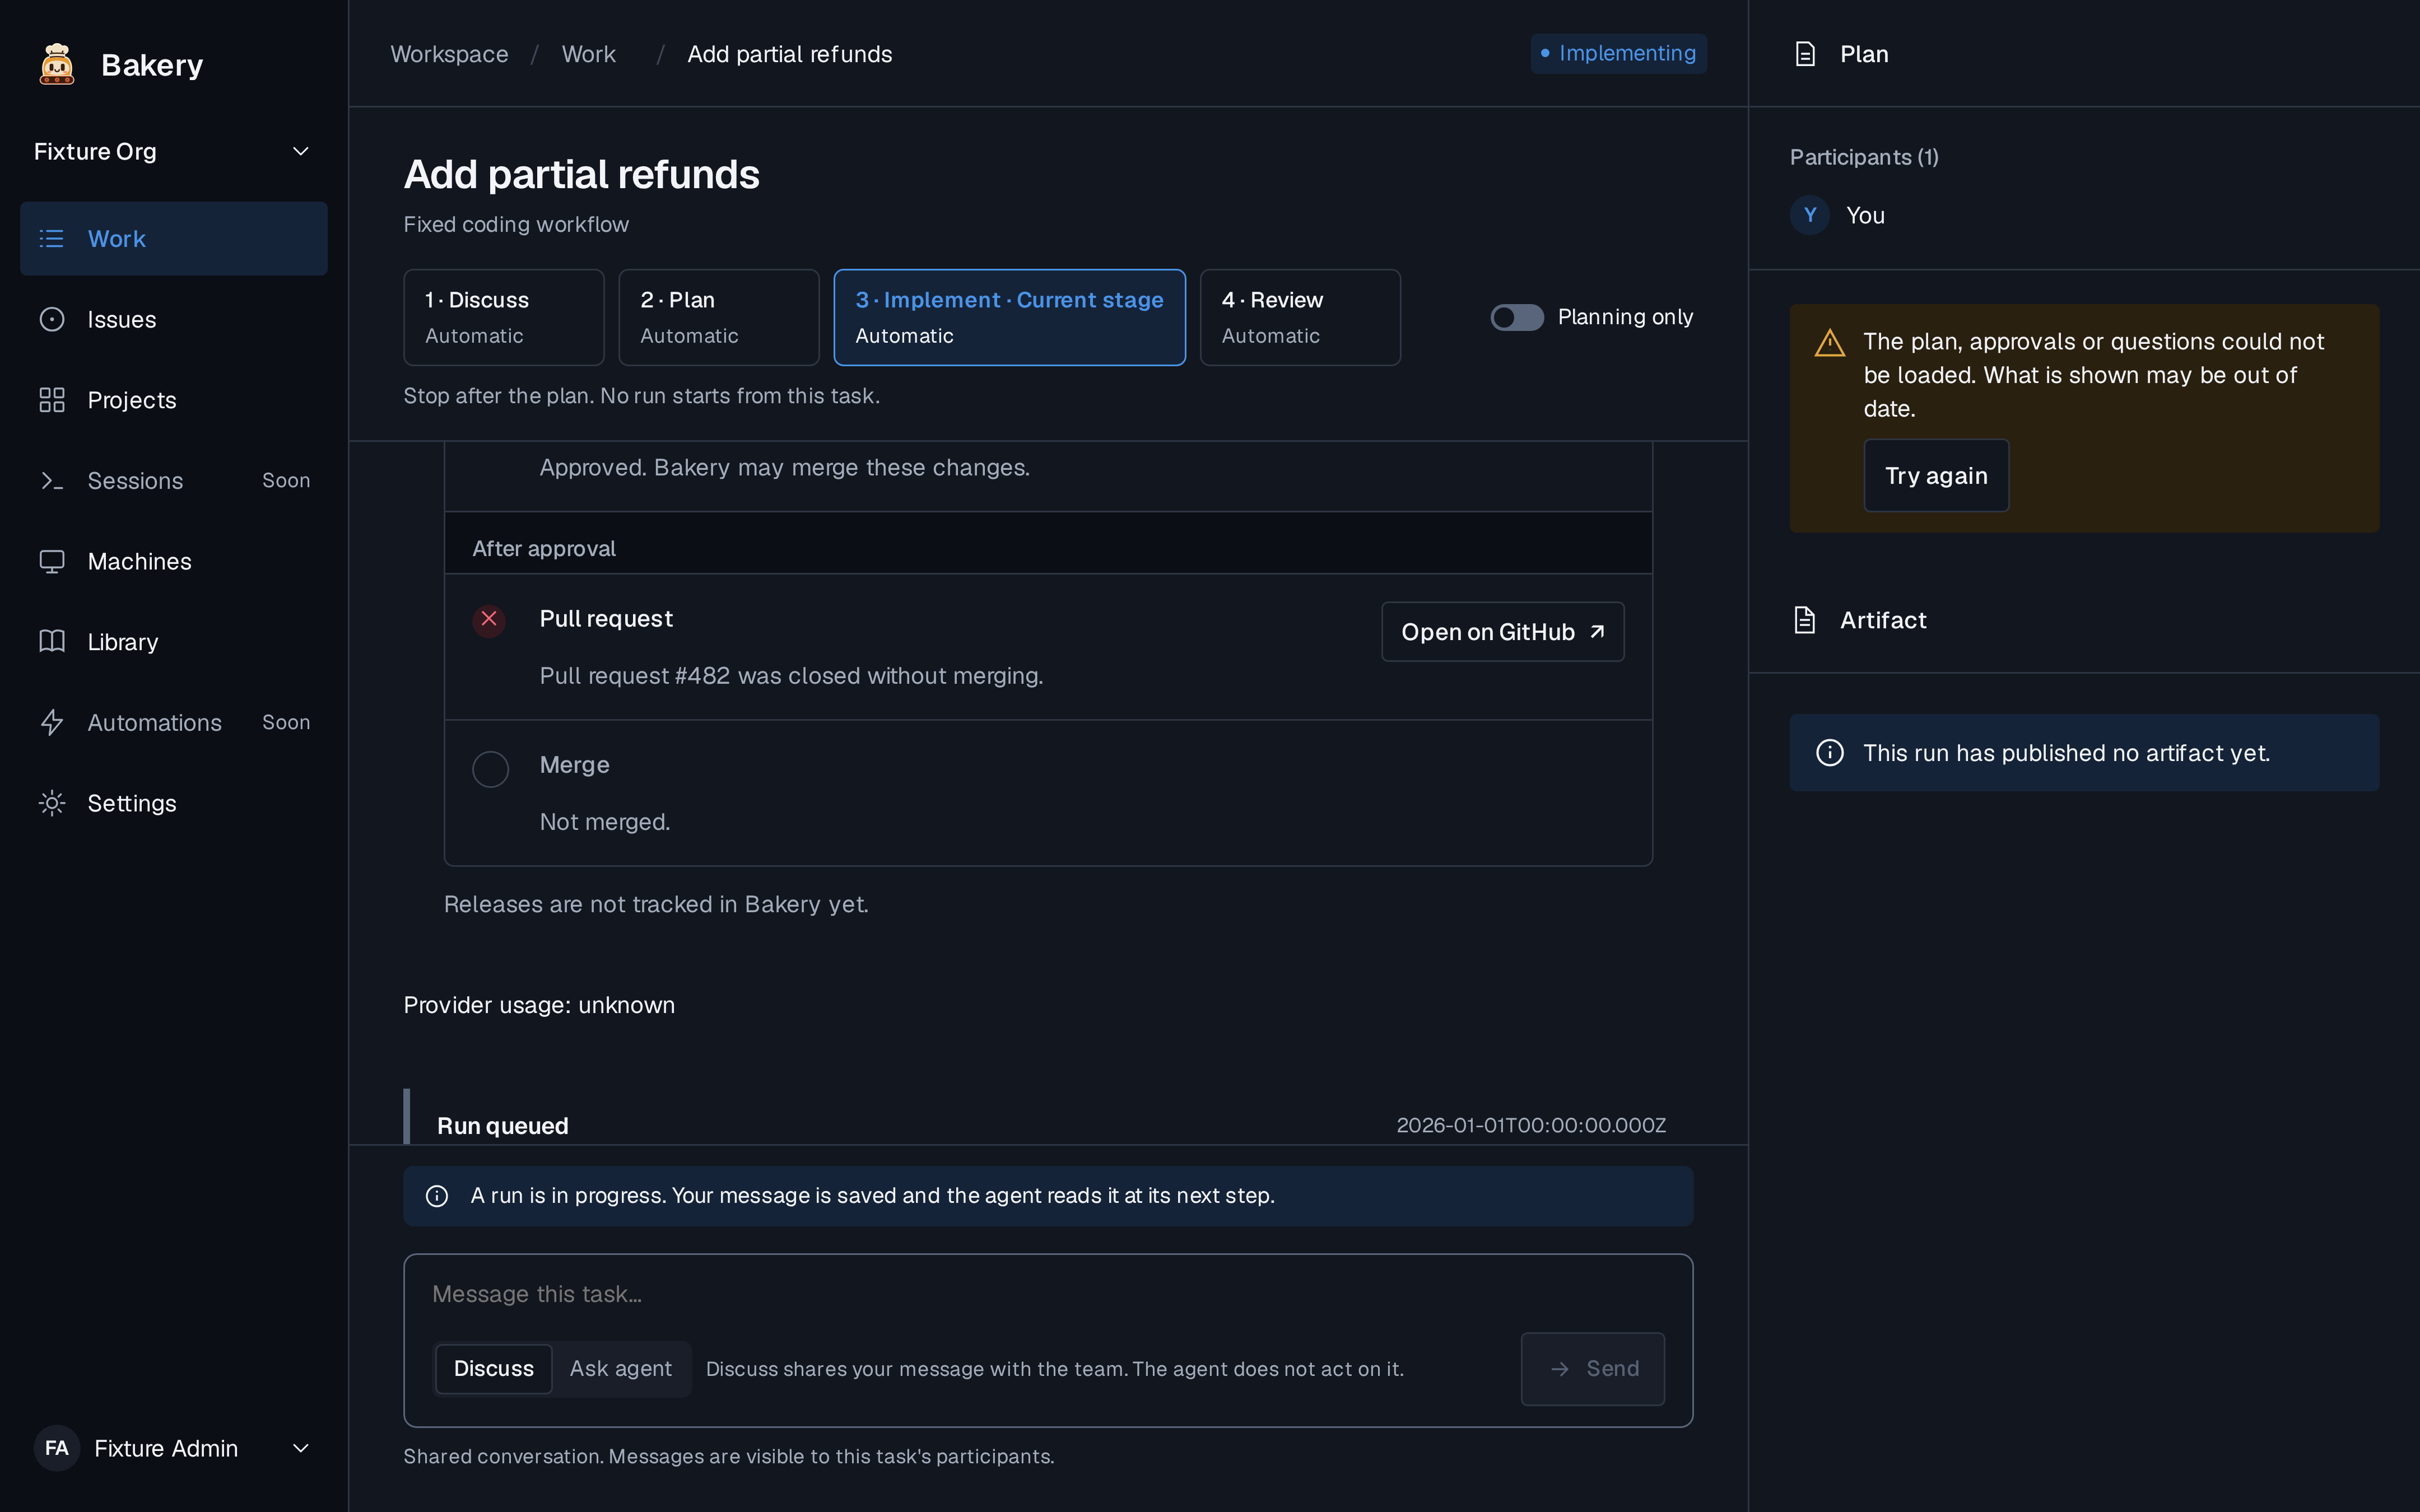 Bakery
Fixture Org
Work
Issues
Projects
Sessions Soon
Machines
Library
Automations Soon
Settings
FA Fixture Admin
Workspace / Work / Add partial refunds
Implementing
Add partial refunds
Fixed coding workflow
1 · Discuss
Automatic
2 · Plan
Automatic
3 · Implement · Current stage
Automatic
4 · Review
Automatic
Planning only
Stop after the plan. No run starts from this task.
Approved. Bakery may merge these changes.
After approval
Pull request
Open on GitHub
Pull request #482 was closed without merging.
Merge
Not merged.
Releases are not tracked in Bakery yet.
Provider usage: unknown
Run queued 2026-01-01T00:00:00.000Z
A run is in progress. Your message is saved and the agent reads it at its next step.
Message this task...
Discuss Ask agent Discuss shares your message with the team. The agent does not act on it. Send
Shared conversation. Messages are visible to this task's participants.
Plan
Participants (1)
Y You
The plan, approvals or questions could not
be loaded. What is shown may be out of
date.
Try again
Artifact
This run has published no artifact yet.